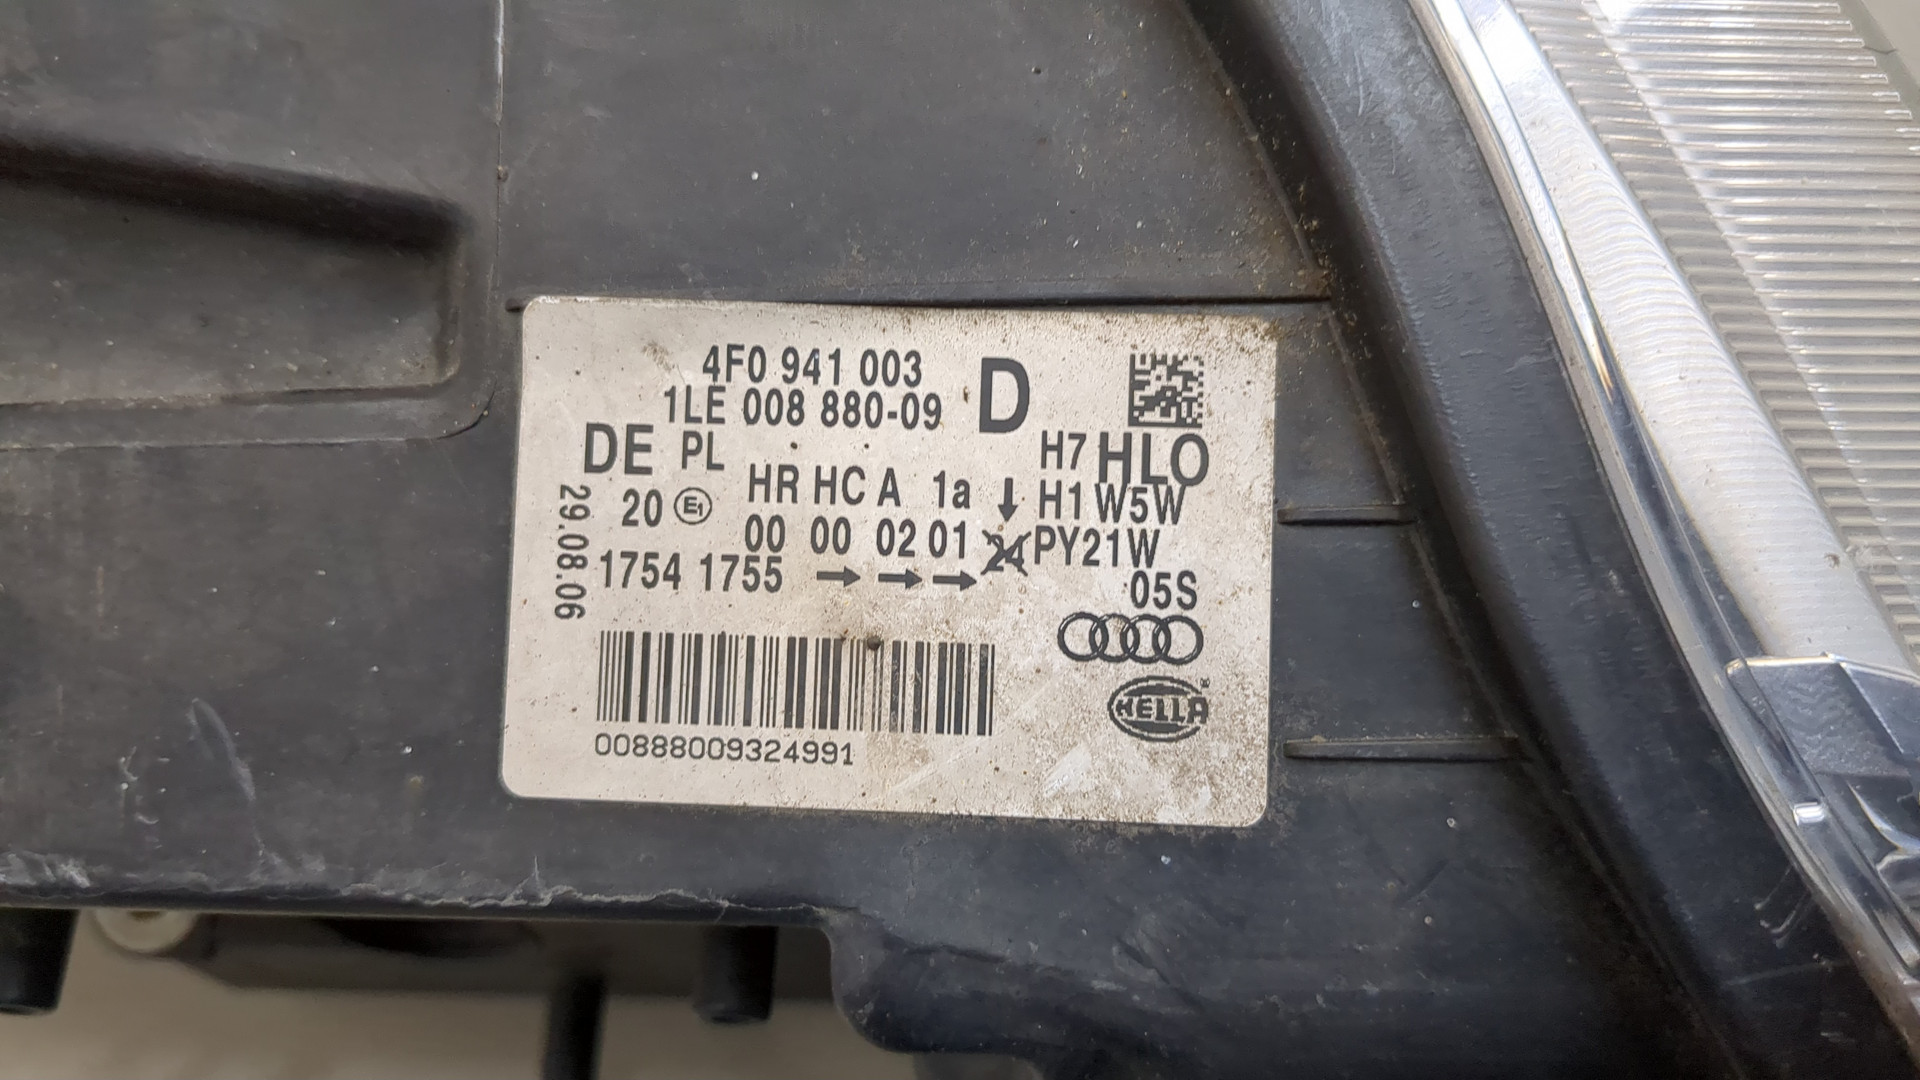 4F0 941 003 D
1LE 008 880-09
DE PL H7 HLO
20 E1 HR HC A 1a ↓ H1 W5W
00 00 02 01 24 PY21W
1754 1755 → → → 05S
29.08.06
HELLA
00888009324991